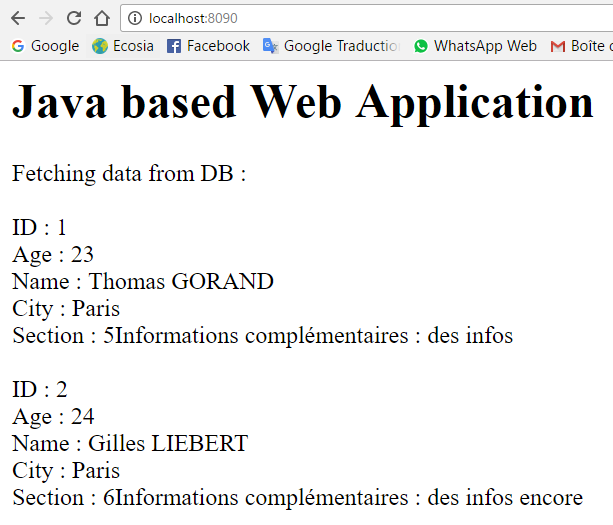 localhost:8090
Google Ecosia Facebook Google Traductio WhatsApp Web Boîte
Java based Web Application
Fetching data from DB :
ID : 1
Age : 23
Name : Thomas GORAND
City : Paris
Section : 5Informations complémentaires : des infos
ID : 2
Age : 24
Name : Gilles LIEBERT
City : Paris
Section : 6Informations complémentaires : des infos encore